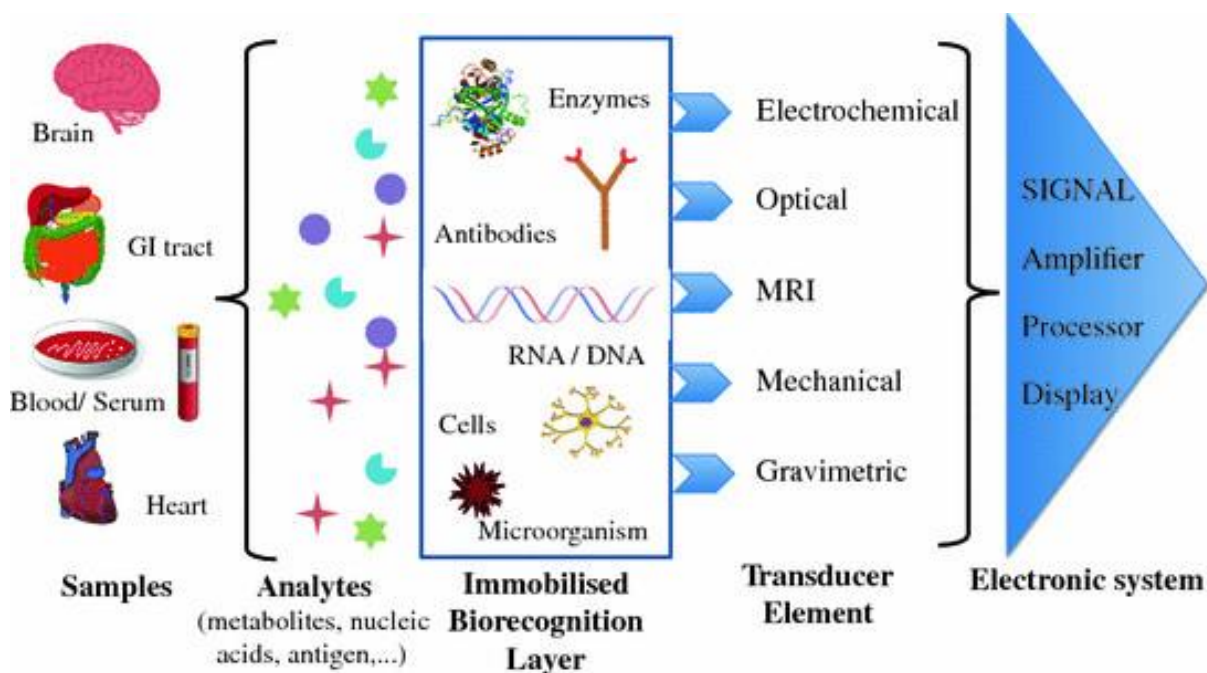 Brain
GI tract
Blood/ Serum
Heart
Samples
Analytes
(metabolites, nucleic
acids, antigen,...)
Enzymes
Antibodies
RNA / DNA
Cells
Microorganism
Immobilised
Biorecognition
Layer
Electrochemical
Optical
MRI
Mechanical
Gravimetric
Transducer
Element
SIGNAL
Amplifier
Processor
Display
Electronic system